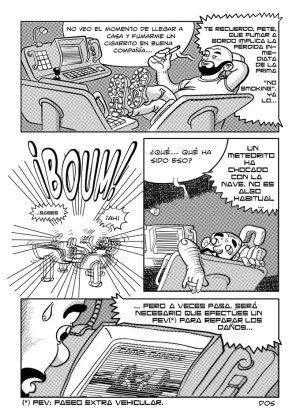 NO VEO EL MOMENTO DE LLEGAR A
CASA Y FUMARME UN
CIGARRITO EN BUENA
COMPAÑÍA...
TE RECUERDO, PETE,
QUE FUMAR A
BORDO IMPLICA LA
PÉRDIDA IN-
MEDIATA DE
LA PRIMA
"NO
SMOKING".
YA
LO...
¡BOUM!
...SABES
¡AH!
¿QUÉ... QUÉ HA
SIDO ESO?
UN
METEORITO
HA
CHOCADO
CON LA
NAVE. NO ES
ALGO
HABITUAL
...
... PERO A VECES PASA. SERÁ
NECESARIO QUE EFECTÚES UN
PEV(*) PARA REPARAR LOS
DAÑOS...
(*) PEV: PASEO EXTRA VEHICULAR.
DOS